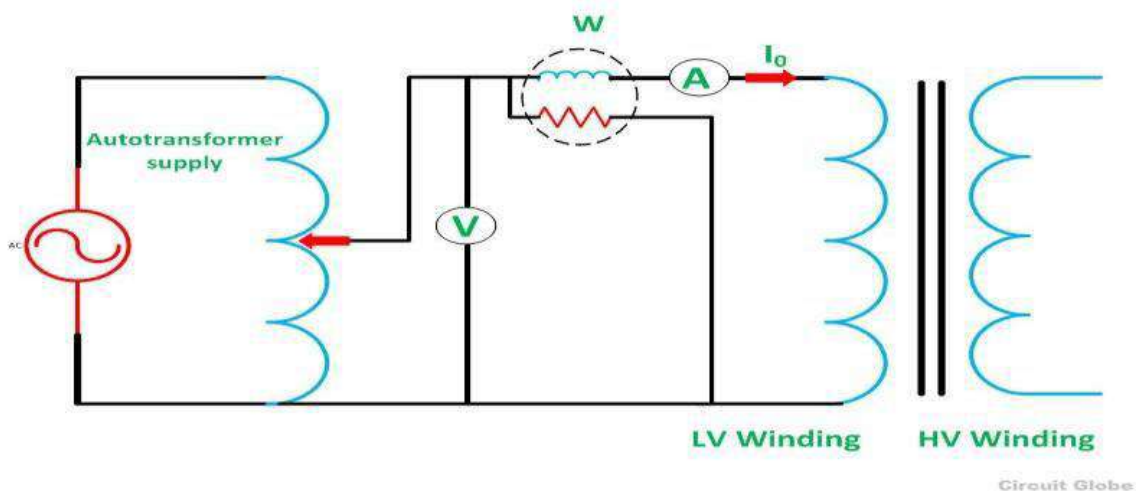 W
I₀
A
Autotransformer
supply
V
AC
LV Winding
HV Winding
Circuit Globe